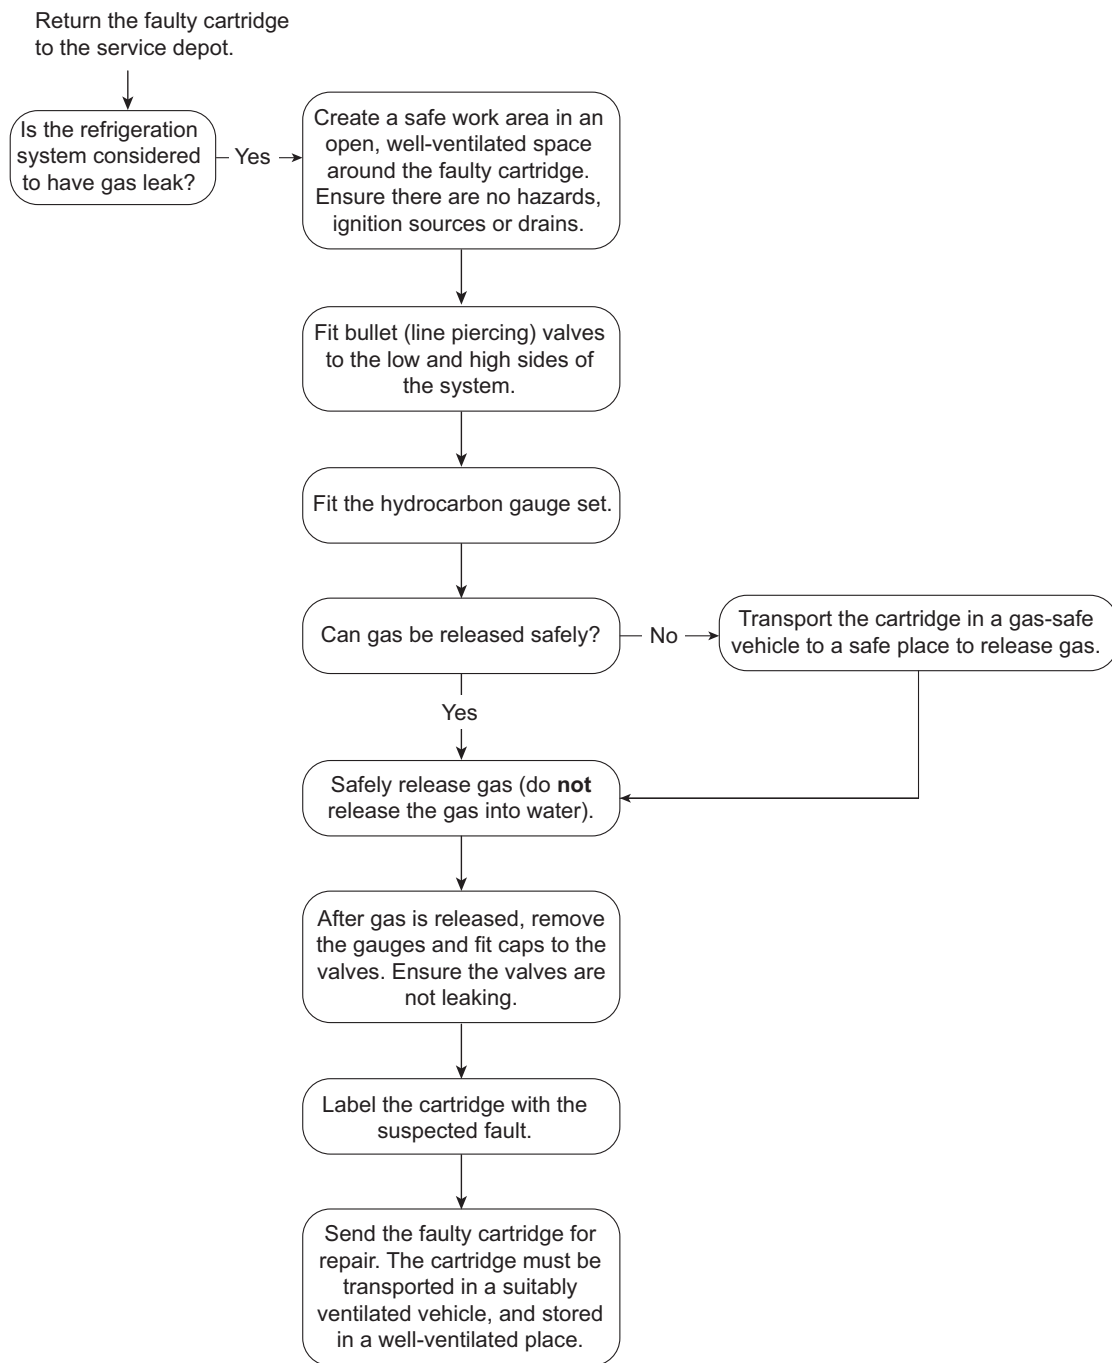 Return the faulty cartridge
to the service depot.
Is the refrigeration
system considered
to have gas leak?
Yes
Create a safe work area in an
open, well-ventilated space
around the faulty cartridge.
Ensure there are no hazards,
ignition sources or drains.
Fit bullet (line piercing) valves
to the low and high sides of
the system.
Fit the hydrocarbon gauge set.
Can gas be released safely?
No
Transport the cartridge in a gas-safe
vehicle to a safe place to release gas.
Yes
Safely release gas (do not
release the gas into water).
After gas is released, remove
the gauges and fit caps to the
valves. Ensure the valves are
not leaking.
Label the cartridge with the
suspected fault.
Send the faulty cartridge for
repair. The cartridge must be
transported in a suitably
ventilated vehicle, and stored
in a well-ventilated place.